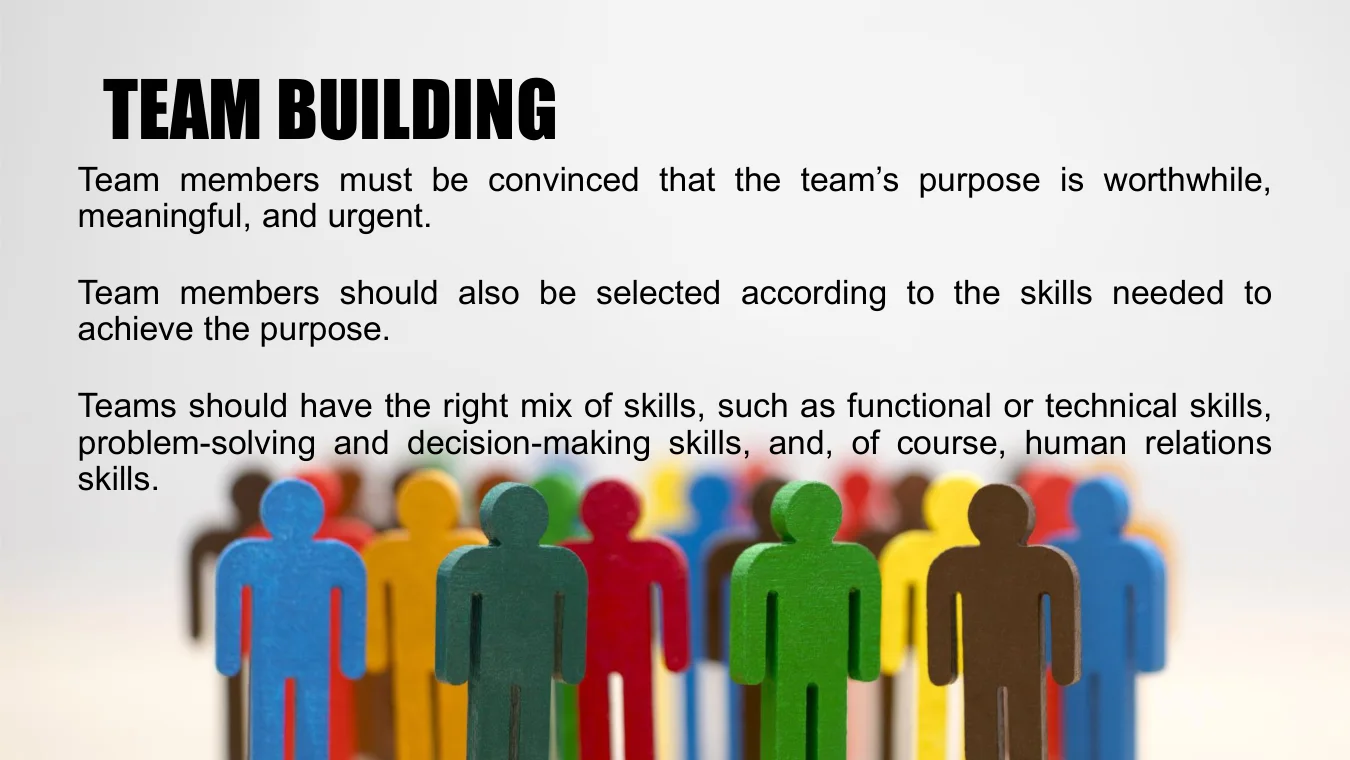 TEAM BUILDING
Team members must be convinced that the team’s purpose is worthwhile,
meaningful, and urgent.
Team members should also be selected according to the skills needed to
achieve the purpose.
Teams should have the right mix of skills, such as functional or technical skills,
problem-solving and decision-making skills, and, of course, human relations
skills.